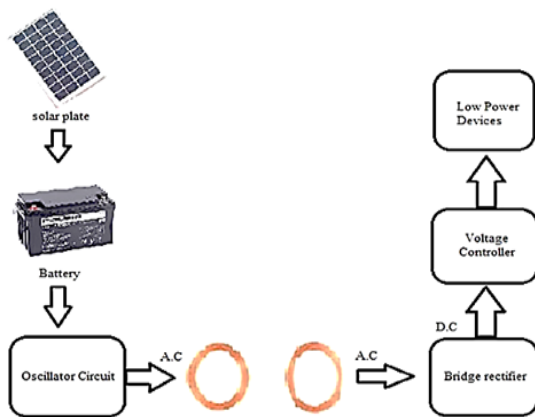 solar plate
Battery
Oscillator Circuit
A.C
A.C
Bridge rectifier
D.C
Voltage
Controller
Low Power
Devices